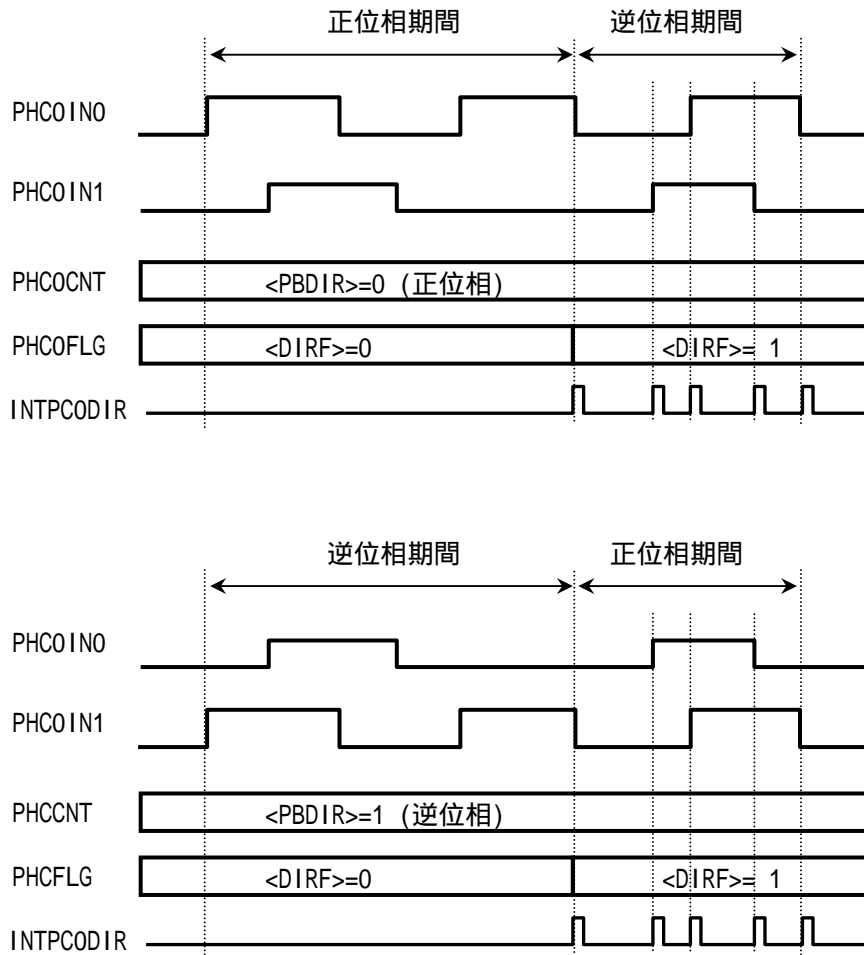 正位相期間 逆位相期間
PHC0IN0
PHC0IN1
PHC0CNT <PBDIR>=0 (正位相)
PHC0FLG <DIRF>=0 <DIRF>= 1
INTPC0DIR
逆位相期間 正位相期間
PHC0IN0
PHC0IN1
PHCCNT <PBDIR>=1 (逆位相)
PHCFLG <DIRF>=0 <DIRF>= 1
INTPC0DIR